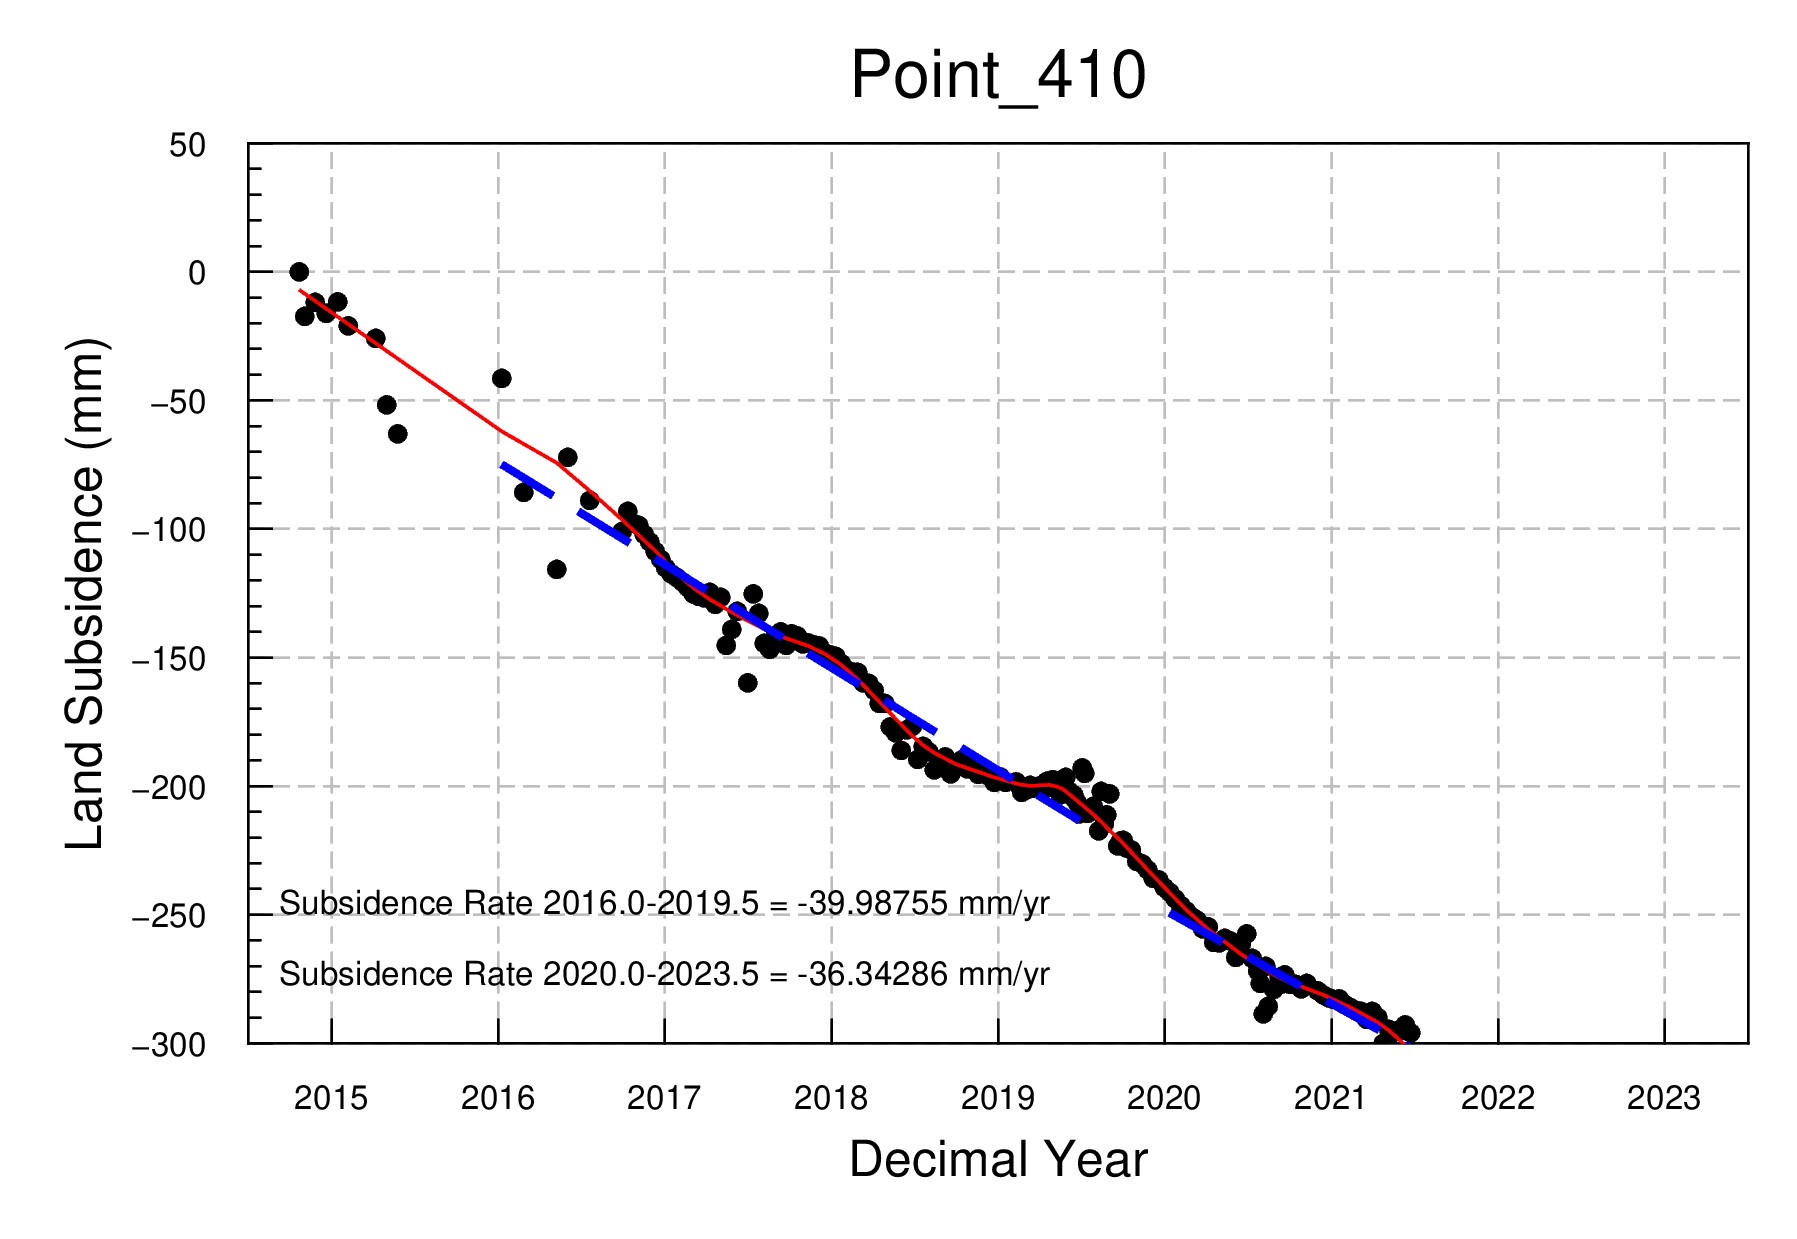 Point_410
50
0
−50
−100
−150
−200
−250
−300
Land Subsidence (mm)
Subsidence Rate 2016.0-2019.5 = -39.98755 mm/yr
Subsidence Rate 2020.0-2023.5 = -36.34286 mm/yr
2015 2016 2017 2018 2019 2020 2021 2022 2023
Decimal Year